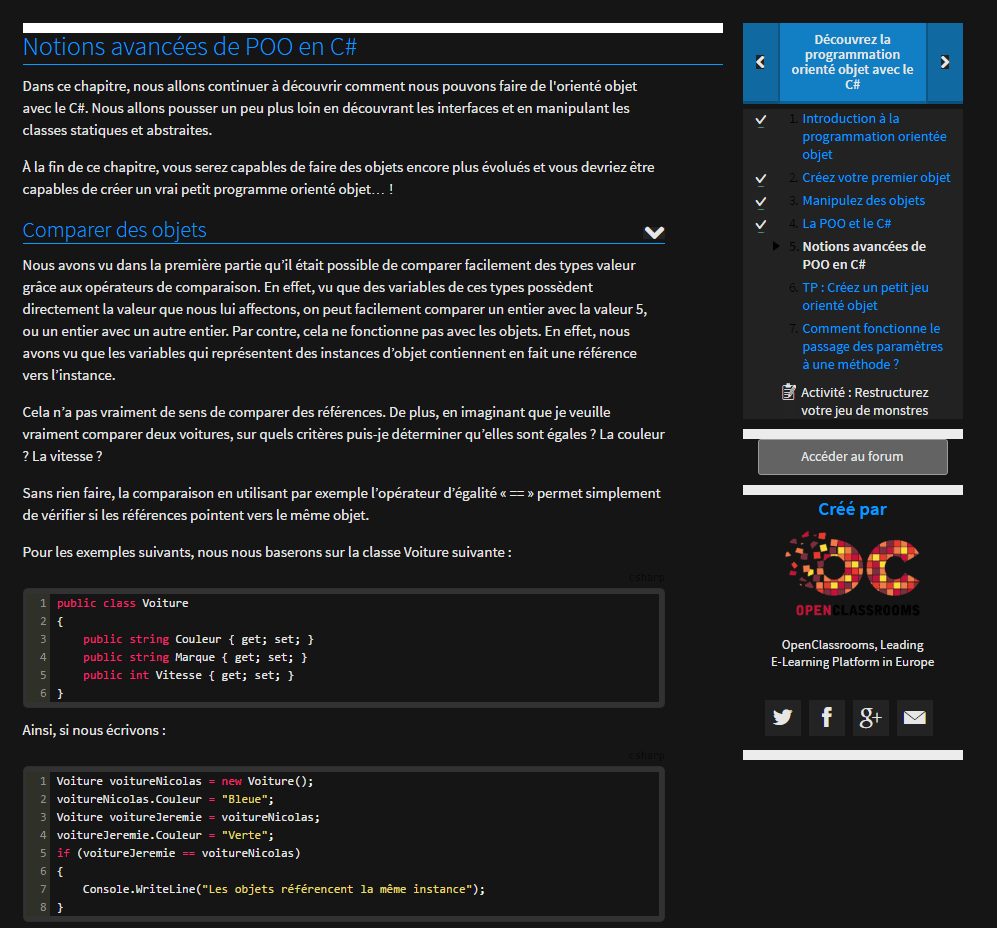 Notions avancées de POO en C#
Dans ce chapitre, nous allons continuer à découvrir comment nous pouvons faire de l'orienté objet
avec le C#. Nous allons pousser un peu plus loin en découvrant les interfaces et en manipulant les
classes statiques et abstraites.
À la fin de ce chapitre, vous serez capables de faire des objets encore plus évolués et vous devriez être
capables de créer un vrai petit programme orienté objet… !
Comparer des objets
Nous avons vu dans la première partie qu’il était possible de comparer facilement des types valeur
grâce aux opérateurs de comparaison. En effet, vu que des variables de ces types possèdent
directement la valeur que nous lui affectons, on peut facilement comparer un entier avec la valeur 5,
ou un entier avec un autre entier. Par contre, cela ne fonctionne pas avec les objets. En effet, nous
avons vu que les variables qui représentent des instances d’objet contiennent en fait une référence
vers l’instance.
Cela n’a pas vraiment de sens de comparer des références. De plus, en imaginant que je veuille
vraiment comparer deux voitures, sur quels critères puis-je déterminer qu’elles sont égales ? La couleur
? La vitesse ?
Sans rien faire, la comparaison en utilisant par exemple l’opérateur d’égalité « == » permet simplement
de vérifier si les références pointent vers le même objet.
Pour les exemples suivants, nous nous baserons sur la classe Voiture suivante :
csharp
1 public class Voiture
2 {
3     public string Couleur { get; set; }
4     public string Marque { get; set; }
5     public int Vitesse { get; set; }
6 }
Ainsi, si nous écrivons :
csharp
1 Voiture voitureNicolas = new Voiture();
2 voitureNicolas.Couleur = "Bleue";
3 Voiture voitureJeremie = voitureNicolas;
4 voitureJeremie.Couleur = "Verte";
5 if (voitureJeremie == voitureNicolas)
6 {
7     Console.WriteLine("Les objets référencent la même instance");
8 }
Découvrez la
programmation
orienté objet avec le
C#
1. Introduction à la
programmation orientée
objet
2. Créez votre premier objet
3. Manipulez des objets
4. La POO et le C#
5. Notions avancées de
POO en C#
6. TP : Créez un petit jeu
orienté objet
7. Comment fonctionne le
passage des paramètres
à une méthode ?
Activité : Restructurez
votre jeu de monstres
Accéder au forum
Créé par
OC
OPENCLASSROOMS
OpenClassrooms, Leading
E-Learning Platform in Europe